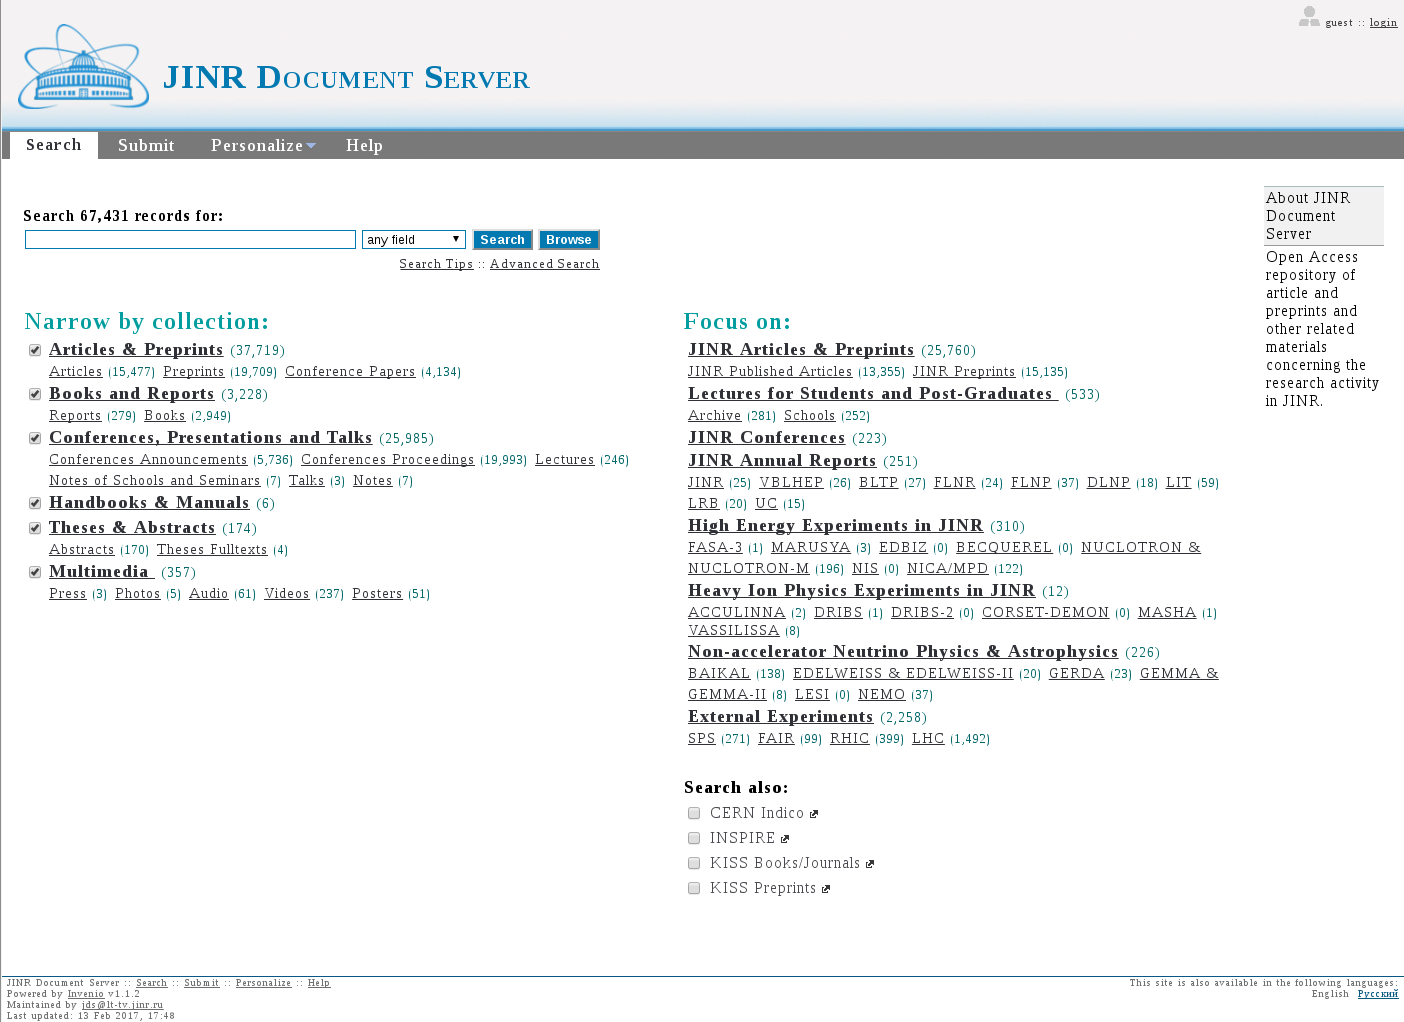 guest :: login
JINR Document Server
Search Submit Personalize Help
Search 67,431 records for:
any field Search Browse
Search Tips :: Advanced Search
Narrow by collection:
Articles & Preprints (37,719)
Articles (15,477) Preprints (19,709) Conference Papers (4,134)
Books and Reports (3,228)
Reports (279) Books (2,949)
Conferences, Presentations and Talks (25,985)
Conferences Announcements (5,736) Conferences Proceedings (19,993) Lectures (246)
Notes of Schools and Seminars (7) Talks (3) Notes (7)
Handbooks & Manuals (6)
Theses & Abstracts (174)
Abstracts (170) Theses Fulltexts (4)
Multimedia (357)
Press (3) Photos (5) Audio (61) Videos (237) Posters (51)
Focus on:
JINR Articles & Preprints (25,760)
JINR Published Articles (13,355) JINR Preprints (15,135)
Lectures for Students and Post-Graduates (533)
Archive (281) Schools (252)
JINR Conferences (223)
JINR Annual Reports (251)
JINR (25) VBLHEP (26) BLTP (27) FLNR (24) FLNP (37) DLNP (18) LIT (59)
LRB (20) UC (15)
High Energy Experiments in JINR (310)
FASA-3 (1) MARUSYA (3) EDBIZ (0) BECQUEREL (0) NUCLOTRON &
NUCLOTRON-M (196) NIS (0) NICA/MPD (122)
Heavy Ion Physics Experiments in JINR (12)
ACCULINNA (2) DRIBS (1) DRIBS-2 (0) CORSET-DEMON (0) MASHA (1)
VASSILISSA (8)
Non-accelerator Neutrino Physics & Astrophysics (226)
BAIKAL (138) EDELWEISS & EDELWEISS-II (20) GERDA (23) GEMMA &
GEMMA-II (8) LESI (0) NEMO (37)
External Experiments (2,258)
SPS (271) FAIR (99) RHIC (399) LHC (1,492)
Search also:
CERN Indico
INSPIRE
KISS Books/Journals
KISS Preprints
About JINR
Document
Server
Open Access
repository of
article and
preprints and
other related
materials
concerning the
research activity
in JINR.
JINR Document Server :: Search :: Submit :: Personalize :: Help
Powered by Invenio v1.1.2
Maintained by jds@lt-tv.jinr.ru
Last updated: 13 Feb 2017, 17:48
This site is also available in the following languages:
English Русский